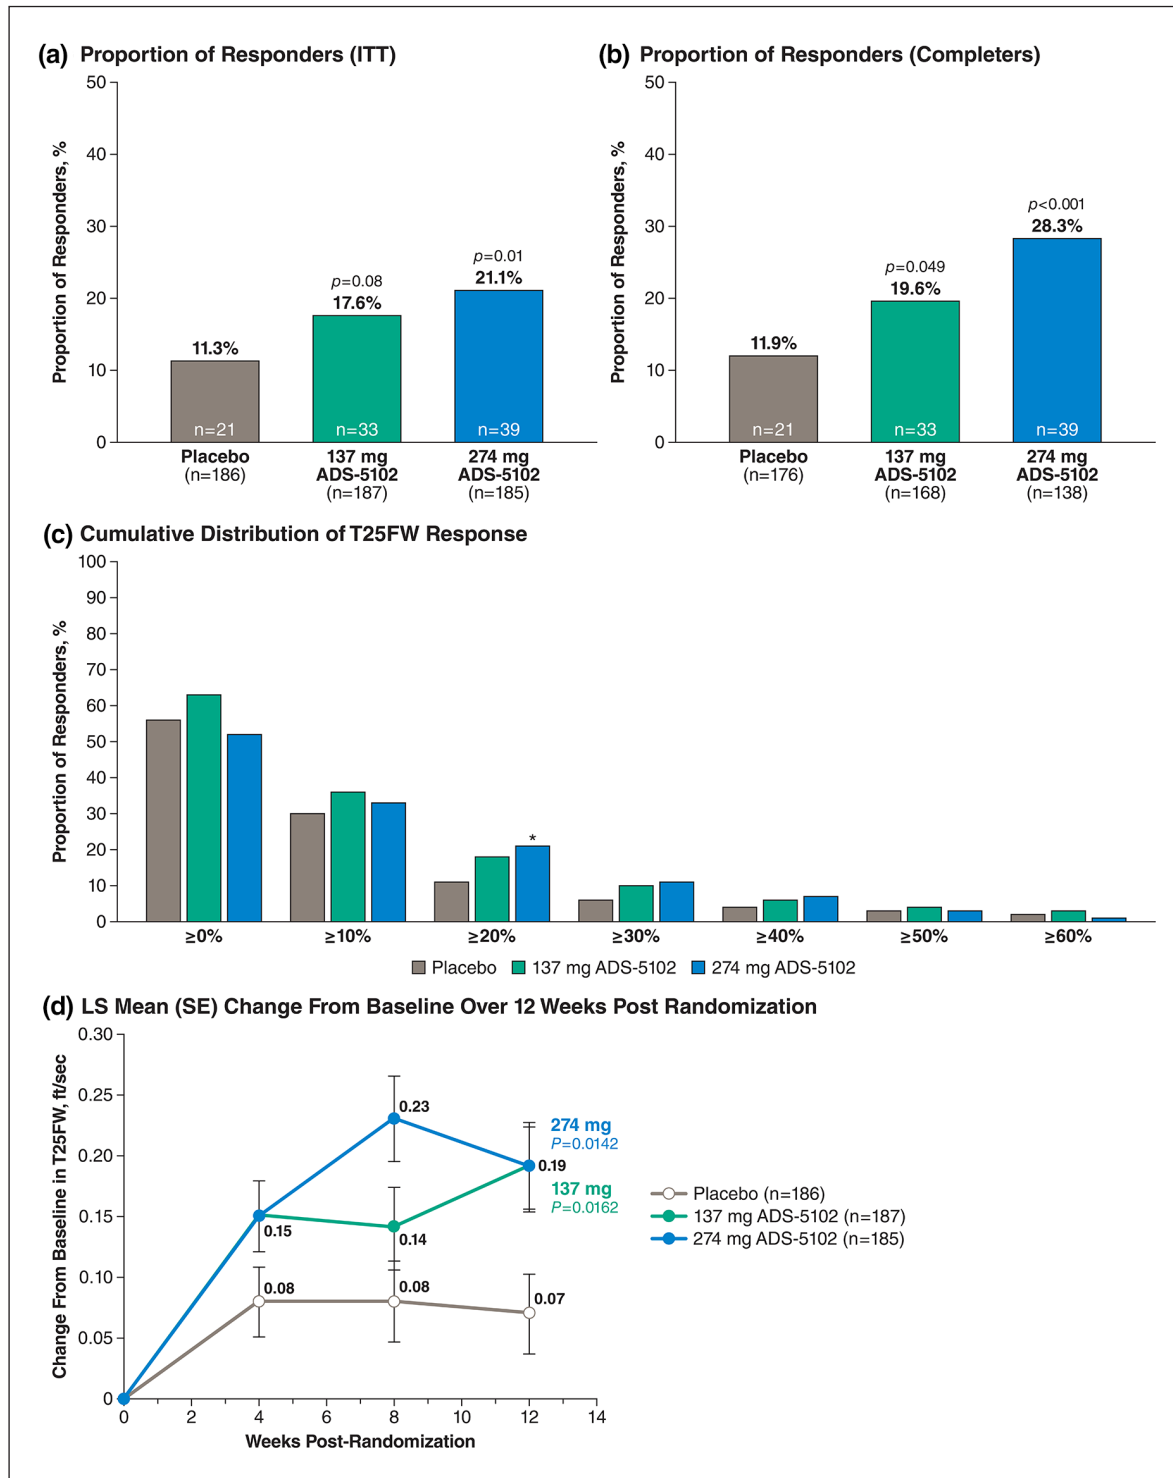 (a) Proportion of Responders (ITT)
Proportion of Responders, %
50
40
30
20
10
0
11.3%
p=0.08
17.6%
p=0.01
21.1%
n=21
n=33
n=39
Placebo
(n=186)
137 mg
ADS-5102
(n=187)
274 mg
ADS-5102
(n=185)
(b) Proportion of Responders (Completers)
Proportion of Responders, %
50
40
30
20
10
0
11.9%
p=0.049
19.6%
p<0.001
28.3%
n=21
n=33
n=39
Placebo
(n=176)
137 mg
ADS-5102
(n=168)
274 mg
ADS-5102
(n=138)
(c) Cumulative Distribution of T25FW Response
Proportion of Responders, %
100
90
80
70
60
50
40
30
20
10
0
*
≥0%
≥10%
≥20%
≥30%
≥40%
≥50%
≥60%
Placebo
137 mg ADS-5102
274 mg ADS-5102
(d) LS Mean (SE) Change From Baseline Over 12 Weeks Post Randomization
Change From Baseline in T25FW, ft/sec
0.30
0.25
0.20
0.15
0.10
0.05
0
0.15
0.08
0.23
0.14
0.08
0.19
0.07
274 mg
P=0.0142
137 mg
P=0.0162
Placebo (n=186)
137 mg ADS-5102 (n=187)
274 mg ADS-5102 (n=185)
0
2
4
6
8
10
12
14
Weeks Post-Randomization